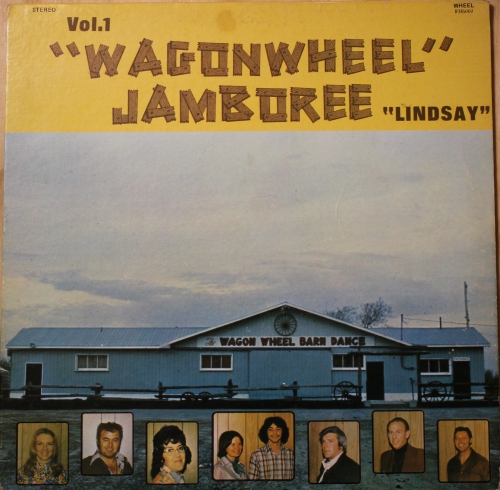 STEREO
WHEEL
Vol.1
"WAGONWHEEL"
JAMBOREE
"LINDSAY"
WAGON WHEEL BARN DANCE